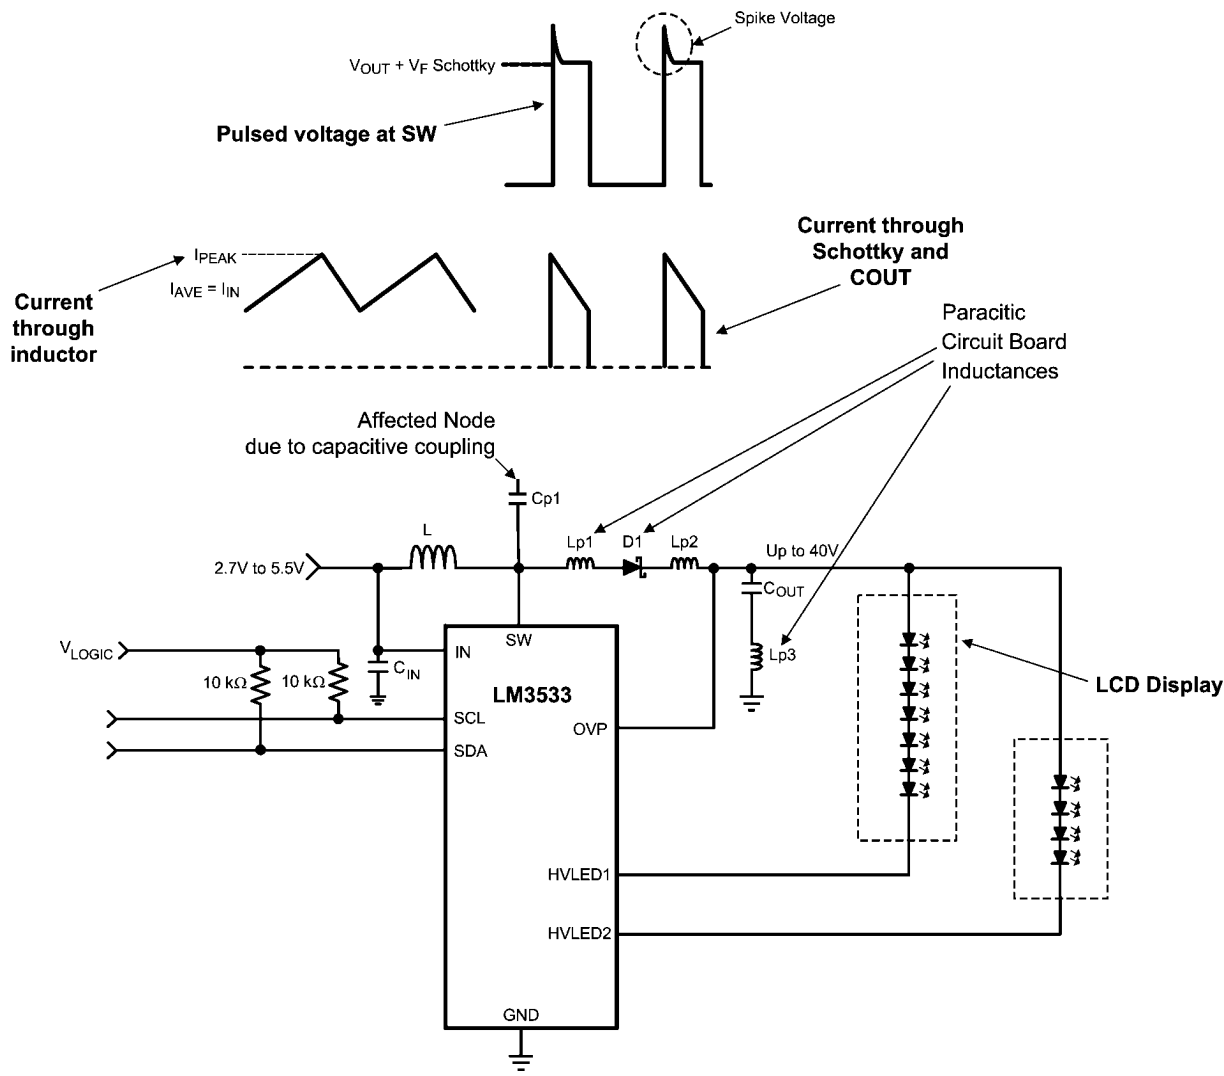 Spike Voltage
VOUT + VF Schottky
Pulsed voltage at SW
Current through
Schottky and
COUT
IPEAK
IAVE = IIN
Current
through
inductor
Paracitic
Circuit Board
Inductances
Affected Node
due to capacitive coupling
Cp1
L
Lp1
D1
Lp2
Up to 40V
2.7V to 5.5V
COUT
SW
VLOGIC
IN
CIN
Lp3
10 kΩ
10 kΩ
LM3533
LCD Display
SCL
OVP
SDA
HVLED1
HVLED2
GND